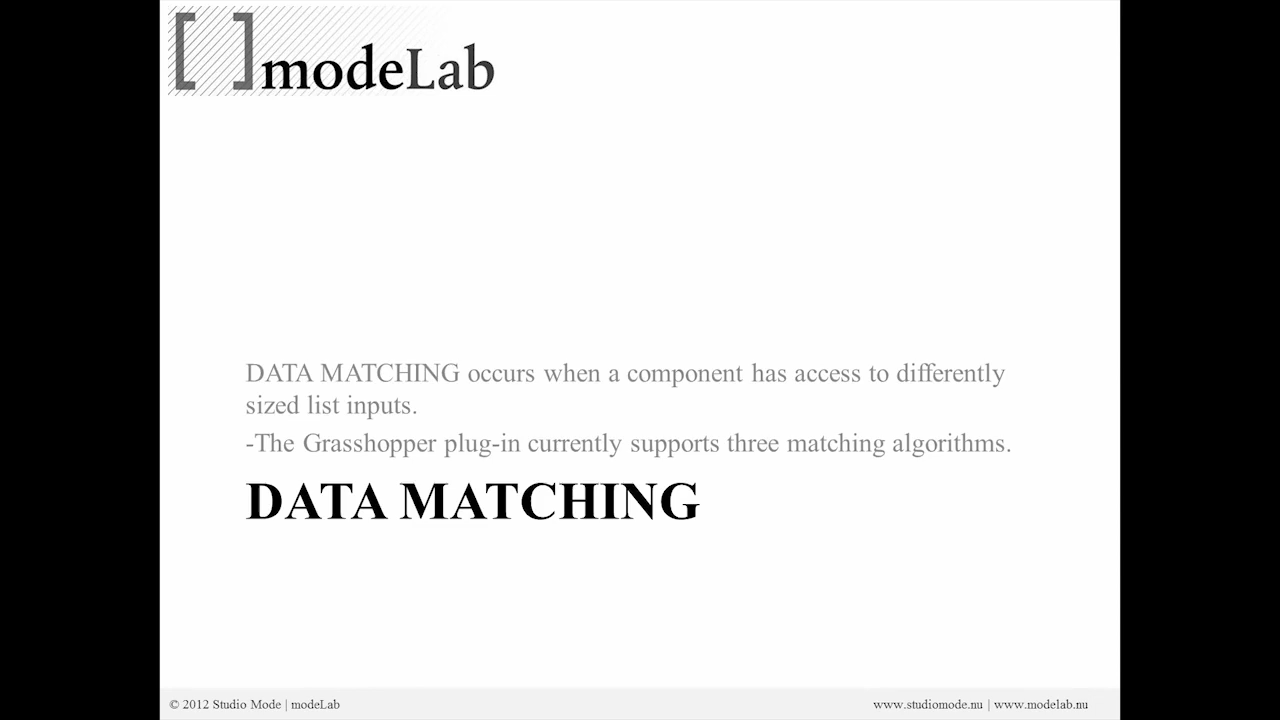 [ ]modeLab
DATA MATCHING occurs when a component has access to differently
sized list inputs.
-The Grasshopper plug-in currently supports three matching algorithms.
DATA MATCHING
© 2012 Studio Mode | modeLab
www.studiomode.nu | www.modelab.nu